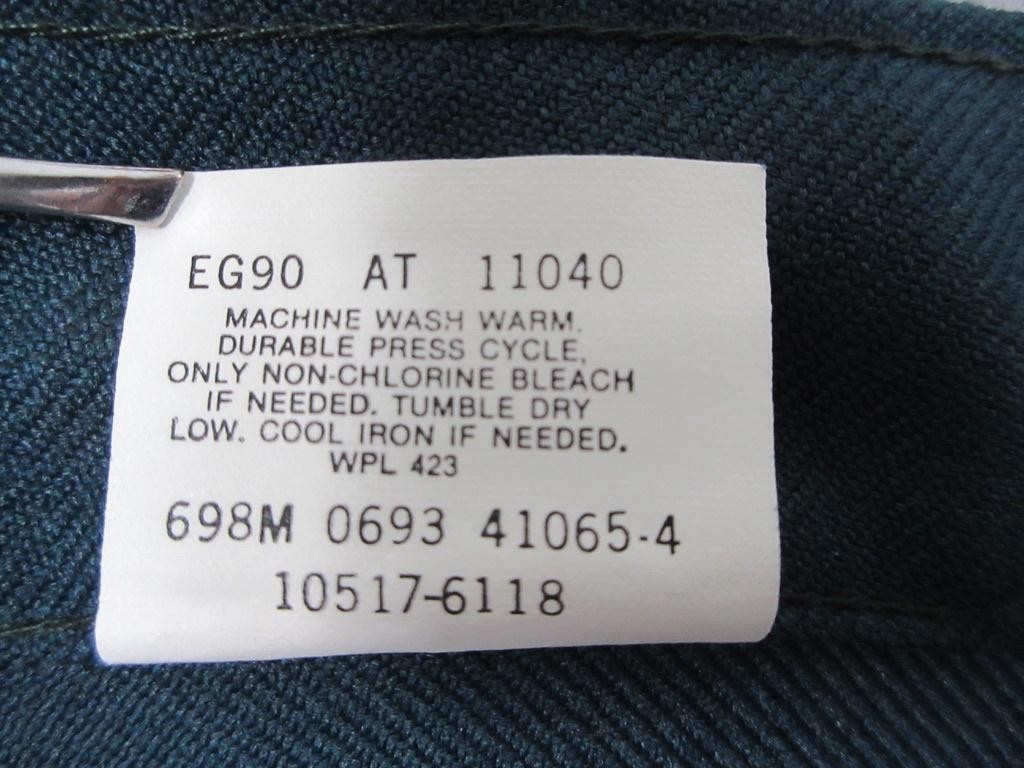 EG90 AT 11040
MACHINE WASH WARM.
DURABLE PRESS CYCLE,
ONLY NON-CHLORINE BLEACH
IF NEEDED. TUMBLE DRY
LOW. COOL IRON IF NEEDED.
WPL 423
698M 0693 41065-4
10517-6118